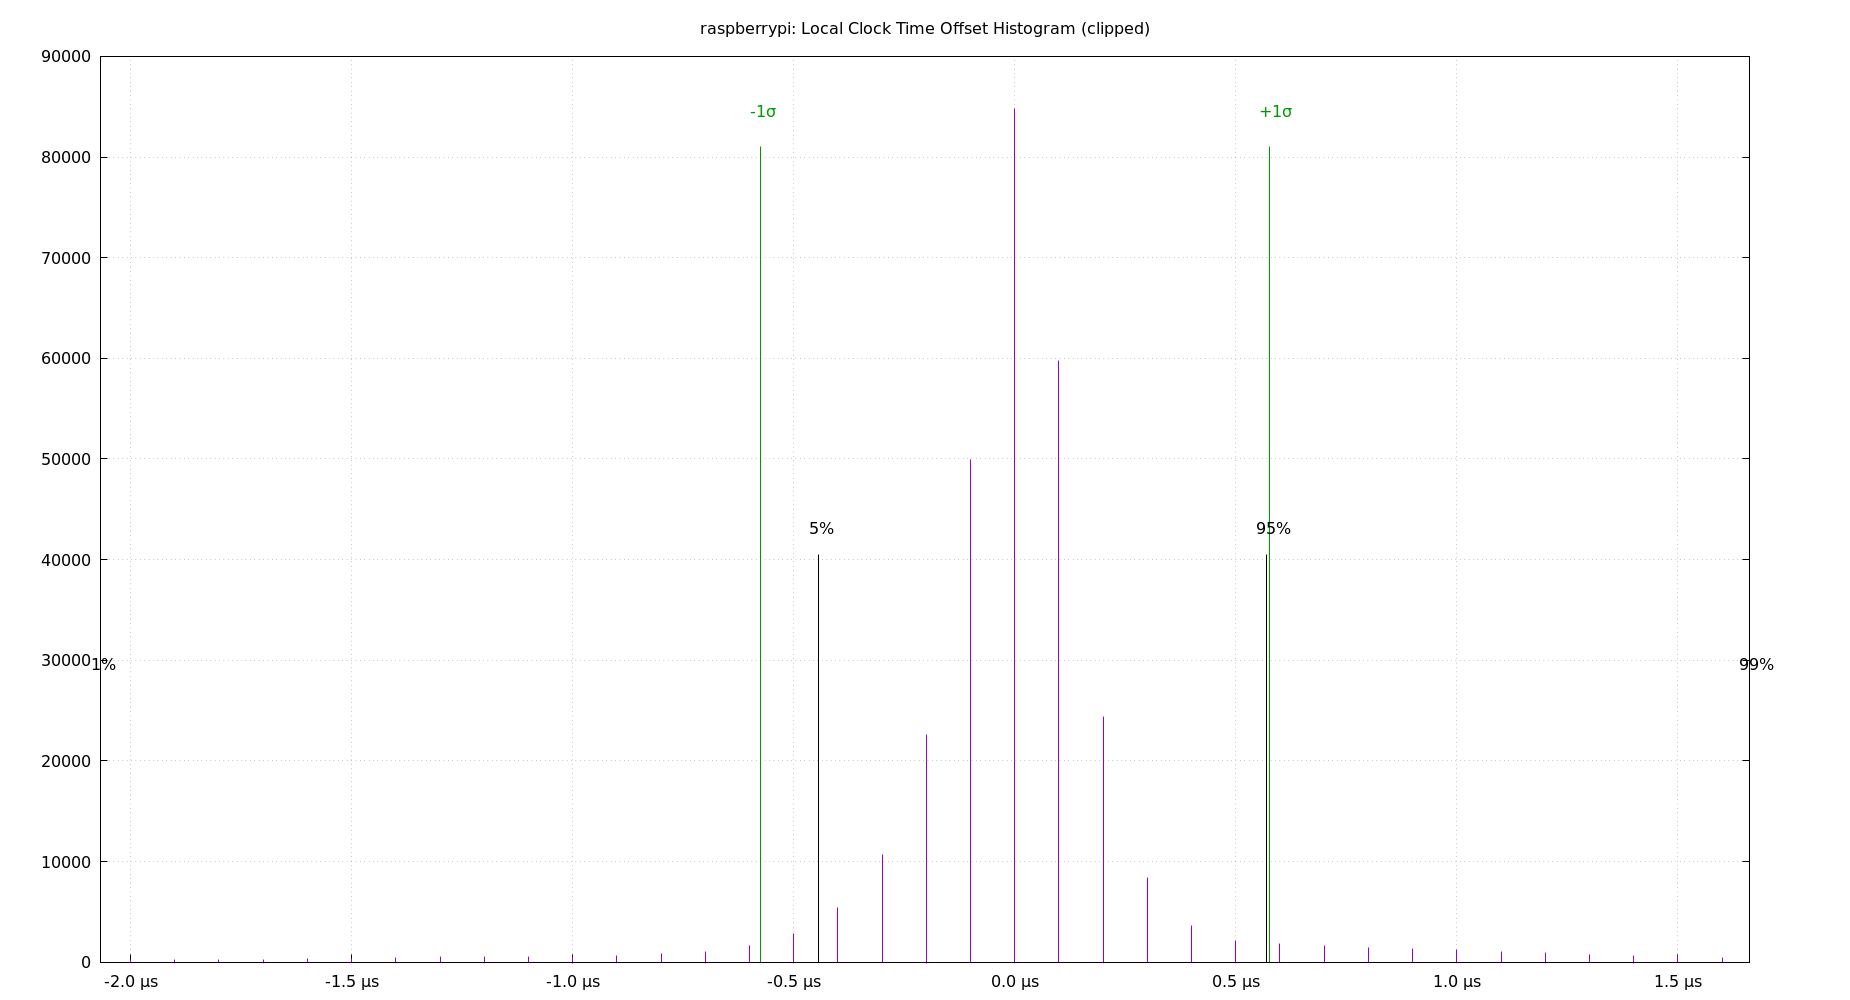 raspberrypi: Local Clock Time Offset Histogram (clipped)
90000
-1σ +1σ
80000
70000
60000
50000
5% 95%
40000
30000 1% 99%
20000
10000
0
-2.0 µs -1.5 µs -1.0 µs -0.5 µs 0.0 µs 0.5 µs 1.0 µs 1.5 µs